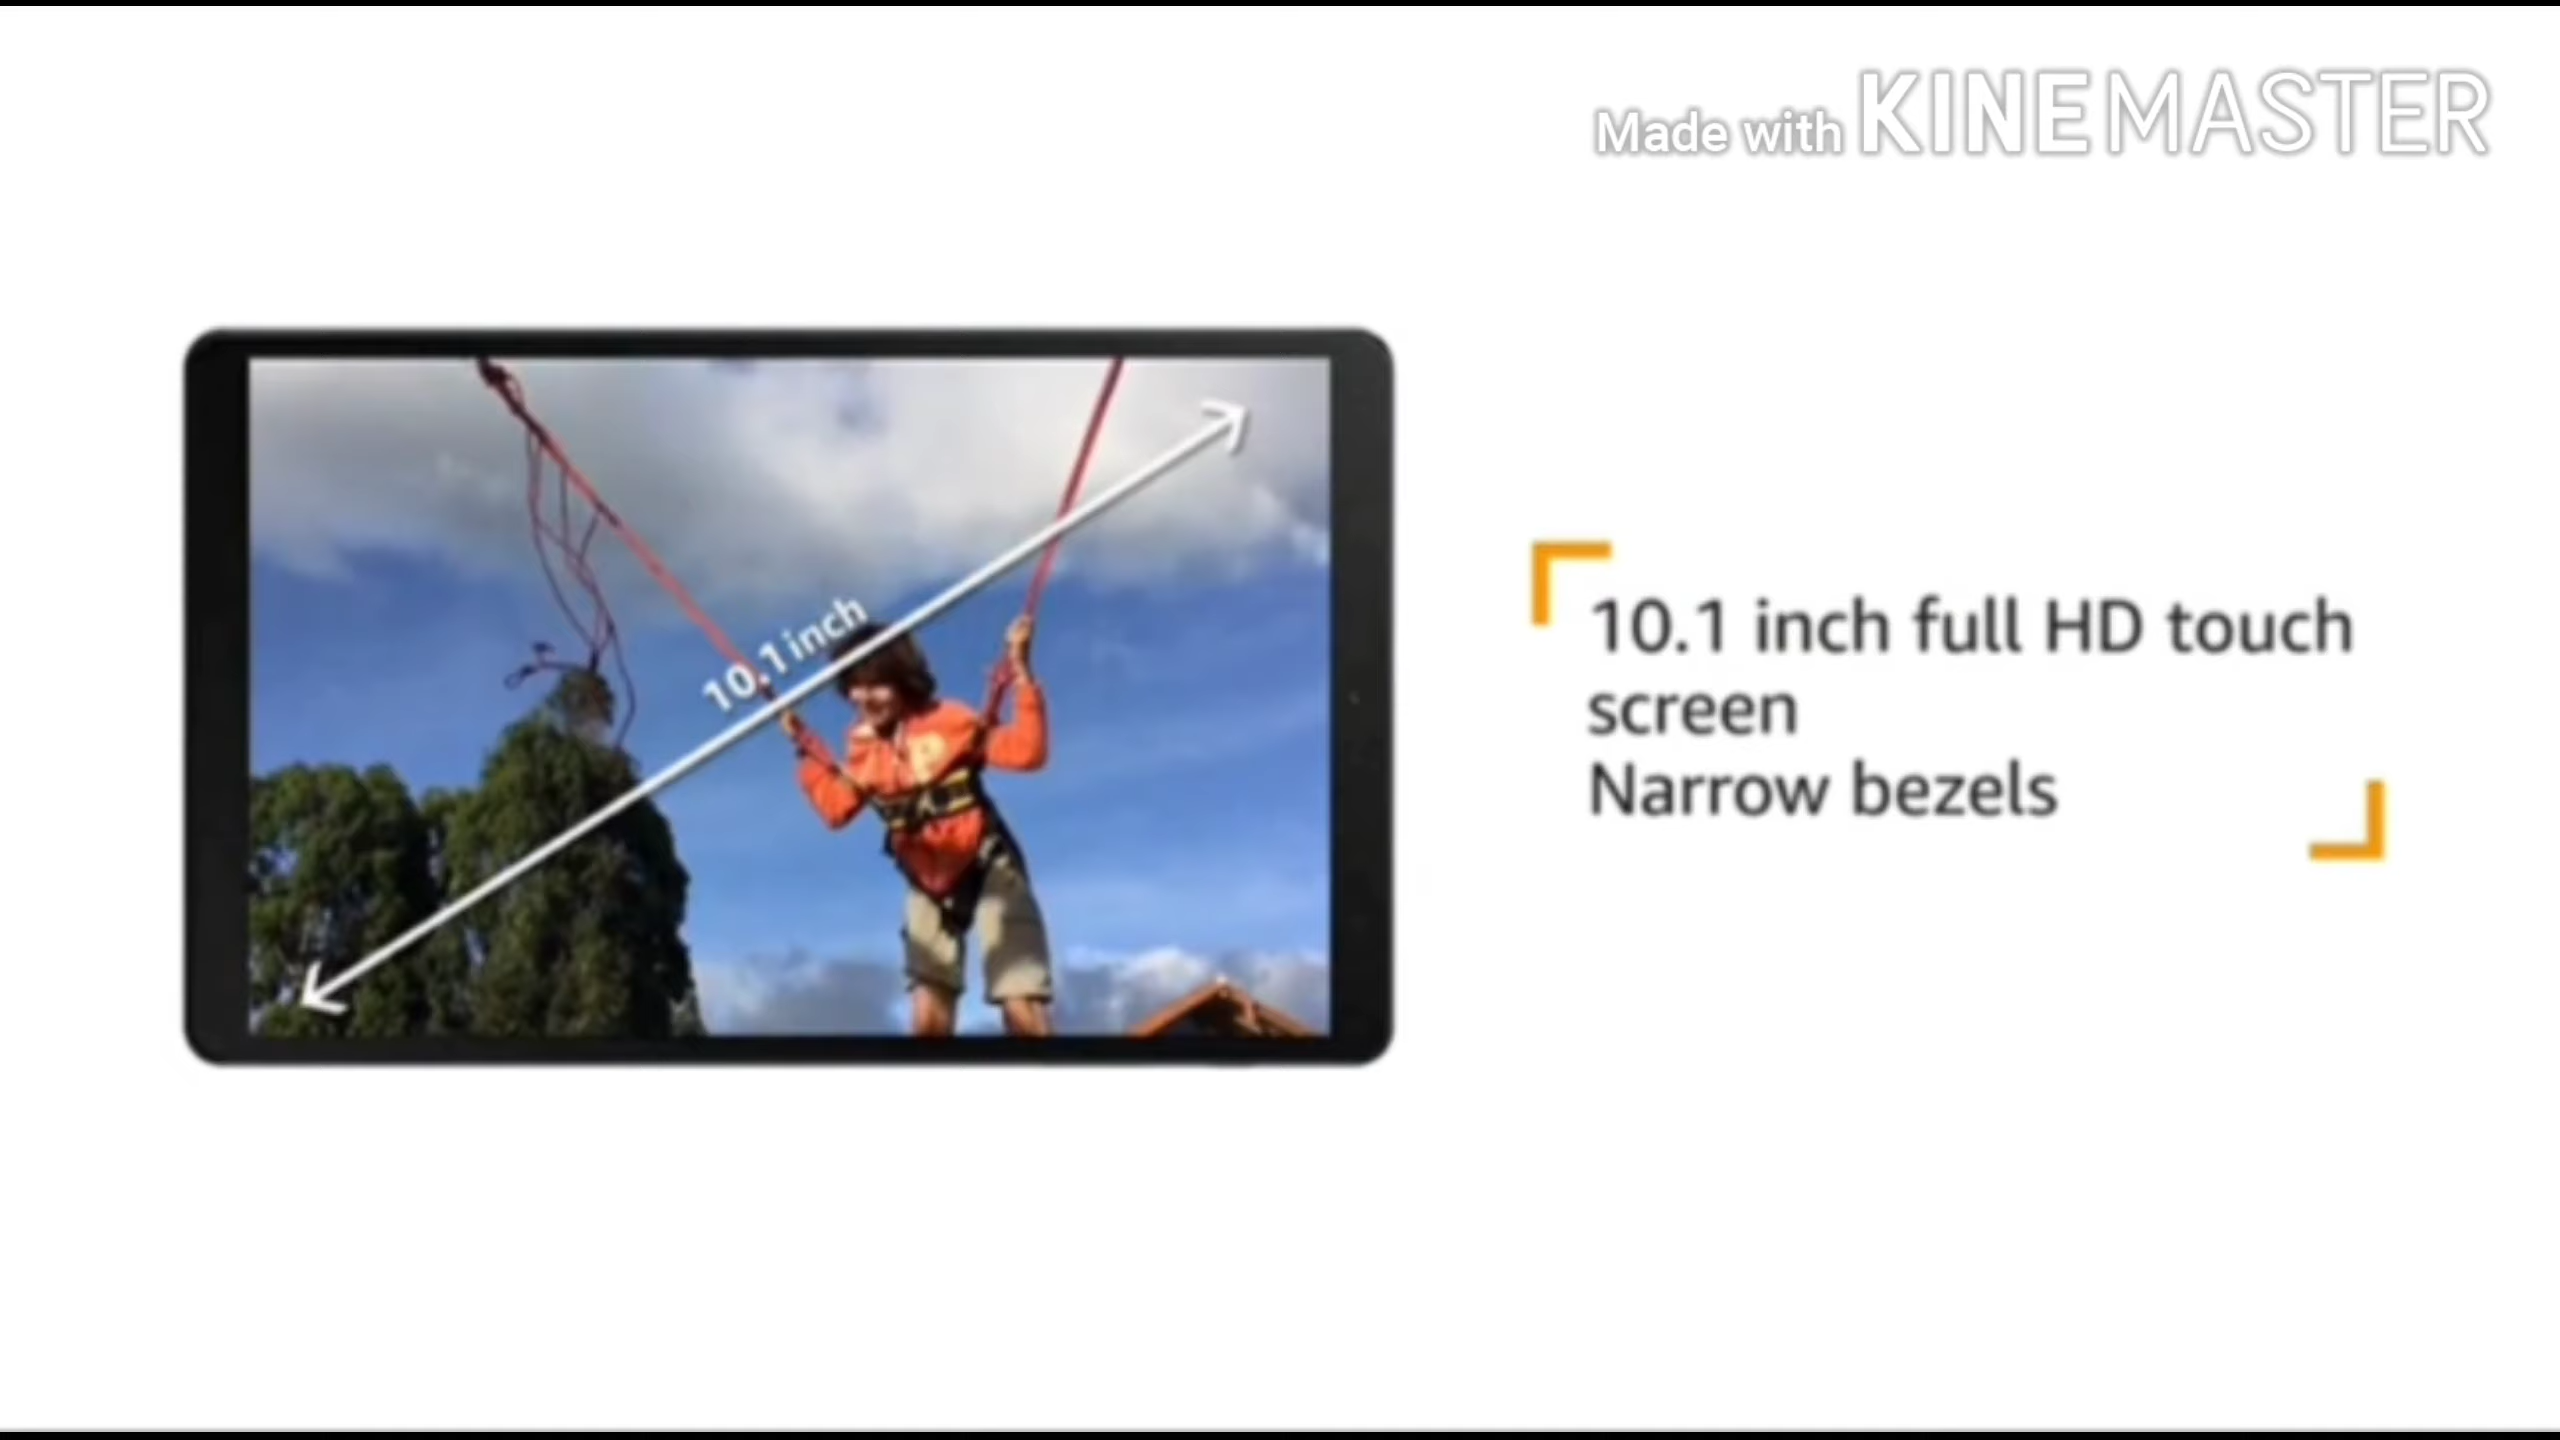 Made with KINEMASTER
10.1 inch
10.1 inch full HD touch
screen
Narrow bezels